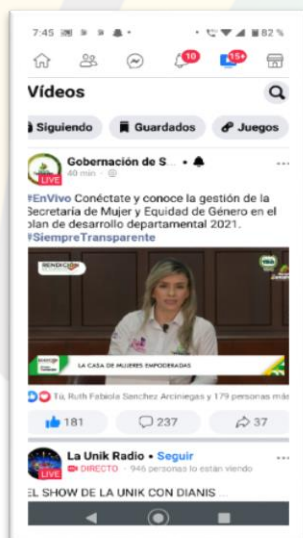 7:45
82 %
10
15+
Vídeos
Siguiendo
Guardados
Juegos
Gobernación de S... •
LIVE
40 min ·
#EnVivo Conéctate y conoce la gestión de la
Secretaría de Mujer y Equidad de Género en el
plan de desarrollo departamental 2021.
#SiempreTransparente
LA CASA DE MUJERES EMPODERADAS
Tú, Ruth Fabiola Sanchez Arciniegas y 179 personas más
181
237
37
La Unik Radio • Seguir
LIVE
DIRECTO · 946 personas lo están viendo
EL SHOW DE LA UNIK CON DIANIS